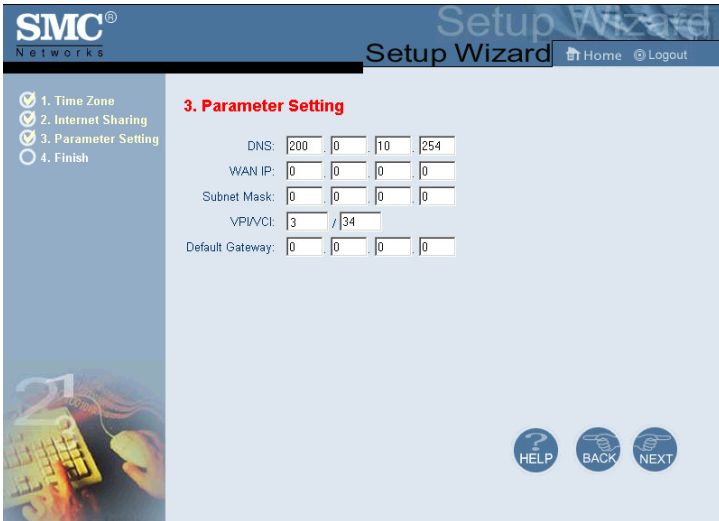 SMC®
Networks
Setup Wizard
Setup Wizard
Home Logout
1. Time Zone
2. Internet Sharing
3. Parameter Setting
4. Finish
3. Parameter Setting
DNS: 200 . 0 . 10 . 254
WAN IP: 0 . 0 . 0 . 0
Subnet Mask: 0 . 0 . 0 . 0
VPI/VCI: 3 / 34
Default Gateway: 0 . 0 . 0 . 0
21
HELP BACK NEXT